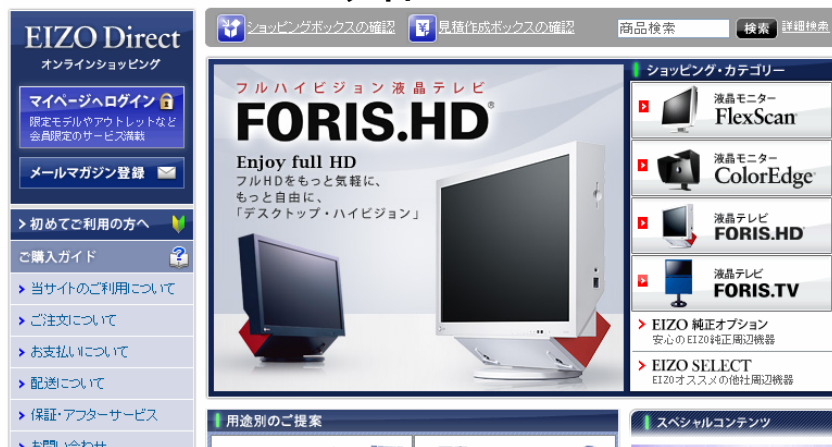 EIZO Direct
オンラインショッピング
マイページへログイン
限定モデルやアウトレットなど
会員限定のサービス満載
メールマガジン登録
初めてご利用の方へ
ご購入ガイド
当サイトのご利用について
ご注文について
お支払いについて
配送について
保証・アフターサービス
お問い合わせ
ショッピングボックスの確認
見積作成ボックスの確認
商品検索
検索
詳細検索
フルハイビジョン液晶テレビ
FORIS.HD®
Enjoy full HD
フルHDをもっと気軽に、
もっと自由に、
「デスクトップ・ハイビジョン」
ショッピング・カテゴリー
液晶モニター
FlexScan
液晶モニター
ColorEdge
液晶テレビ
FORIS.HD
液晶テレビ
FORIS.TV
EIZO 純正オプション
安心のEIZO純正周辺機器
EIZO SELECT
EIZOオススメの他社周辺機器
用途別のご提案
スペシャルコンテンツ